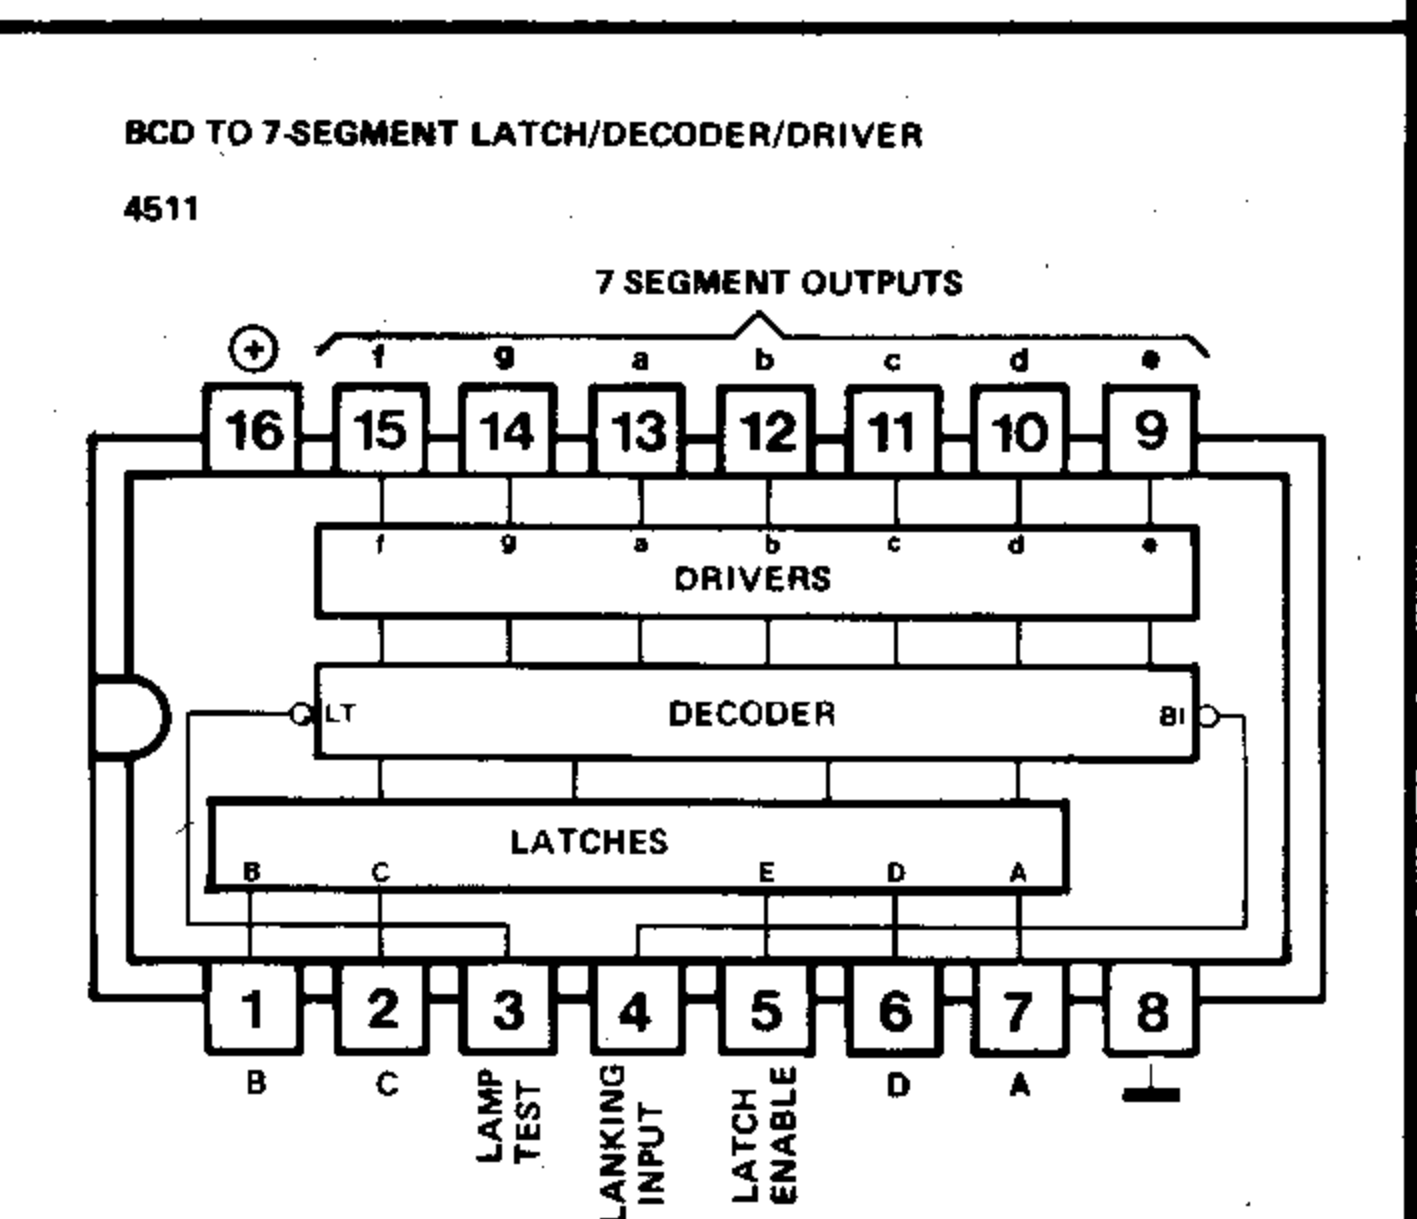 BCD TO 7-SEGMENT LATCH/DECODER/DRIVER
4511
7 SEGMENT OUTPUTS
+ f g a b c d e
16 15 14 13 12 11 10 9
f g a b c d e
DRIVERS
LT DECODER BI
LATCHES
B C E D A
1 2 3 4 5 6 7 8
B C LAMP TEST LANKING INPUT LATCH ENABLE D A